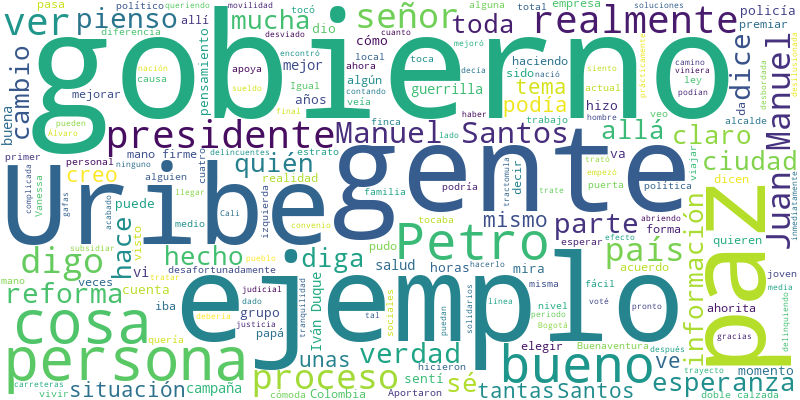 pasa político queriendo movilidad tocó alguna total empresa soluciones
ver pienso allí mucha señor toda realmente policía
diferencia desviado encontró cuanto premiar
gobierno
cambio pensamiento dio cómo apoya local toca ahora
buena nación causa mejor mejoró decía haciendo sido nació actual camino viniera ley podían
mejorar Igual sueldo contando veía algún guerrilla tema dice siento prácticamente desbordada desilusionada
pueden Álvaro años final finca podía hizo hombre veo da alcalde
primer personal presidente Manuel Santos haber trabajo allá claro
mano firme delincuentes estrato lado va dicen viajar
complicada Vanessa gafas creo ninguno alguien cuatro quién realidad trató empezó puerta ciudad
Uribe gente
llegar izquierda familia tractomula decir podría trate política
acabado puede Cali medio convenio tocaba mismo parte abriendo forma
digo hace visto hecho diga Petro esperar efecto país quieren
subsidiar vi desafortunadamente pueblo pudo salud horas hacerlo mira acuerdo
mano veces cuenta tratar judicial misma nivel fácil joven
reforma ejemplo paz
Juan Manuel
inmediatamente
información
iba debería grupo dado tranquilidad Iván Duque sociales línea solidarios voté pronto ahorita media
cosa quería justicia papá tal puedan periodo Bogotá gracias
persona unas verdad hicieron elegir Buenaventura después trayecto delinquiendo
bueno
carreteras situación campaña proceso sentí sé tantas Santos ve esperanza momento
vivir cómoda Colombia Aportaron doble calzada